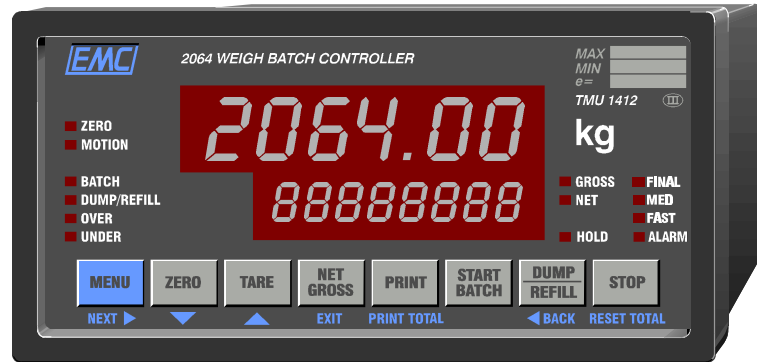 EMC
2064 WEIGH BATCH CONTROLLER
MAX
MIN
e=
TMU 1412 III
2064.00
kg
ZERO
MOTION
88888888
BATCH
DUMP/REFILL
OVER
UNDER
GROSS FINAL
NET MED
FAST
HOLD ALARM
MENU ZERO TARE NET GROSS PRINT START BATCH DUMP REFILL STOP
NEXT EXIT PRINT TOTAL BACK RESET TOTAL